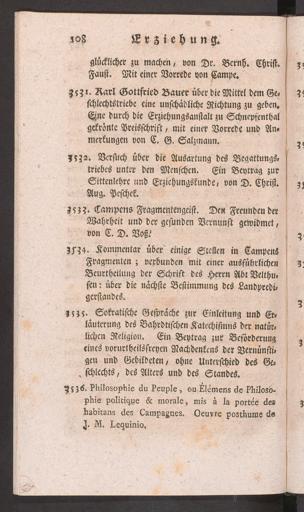 108 Erziehung.
glücklicher zu machen, von Dr. Bernh. Christ.
Faust. Mit einer Vorrede von Campe.
3531. Karl Gottfried Bauer über die Mittel dem Ge-
schlechtstriebe eine unschädliche Richtung zu geben.
Eine durch die Erziehungsanstalt zu Schnepfenthal
gekrönte Preisschrift, mit einer Vorrede und An-
merkungen von C. G. Salzmann.
3532. Versuch über die Ausartung des Begattungs-
triebes unter den Menschen. Ein Beytrag zur
Sittenlehre und Erziehungskunde, von D. Christ.
Aug. Peschek.
3533. Campens Fragmentengeist. Den Freunden der
Wahrheit und der gesunden Vernunft gewidmet,
von C. D. Voß.
3534. Kommentar über einige Stellen in Campens
Fragmenten; verbunden mit einer ausführlichen
Beurtheilung der Schrift des Herrn Abt Velthu-
sen: über die nächste Bestimmung des Landpredi-
gerstandes.
3535. Sokratische Gespräche zur Einleitung und Er-
läuterung des Bahrdtischen Katechismus der natür-
lichen Religion. Ein Beytrag zur Beförderung
eines vorurtheilsfreyen Nachdenkens der Vernünfti-
gen und Gebildeten, ohne Unterschied des Ge-
schlechts, des Alters und des Standes.
3536. Philosophie du Peuple, ou Élémens de Philoso-
phie politique & morale, mis à la portée des
habitans des Campagnes. Oeuvre posthume de
J. M. Lequinio.